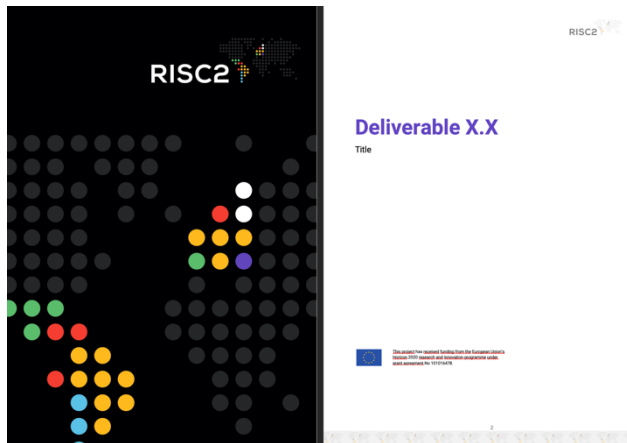 RISC2
RISC2
Deliverable X.X
Title
This project has received funding from the European Union's
Horizon 2020 research and innovation programme under
grant agreement No 101016478.
2